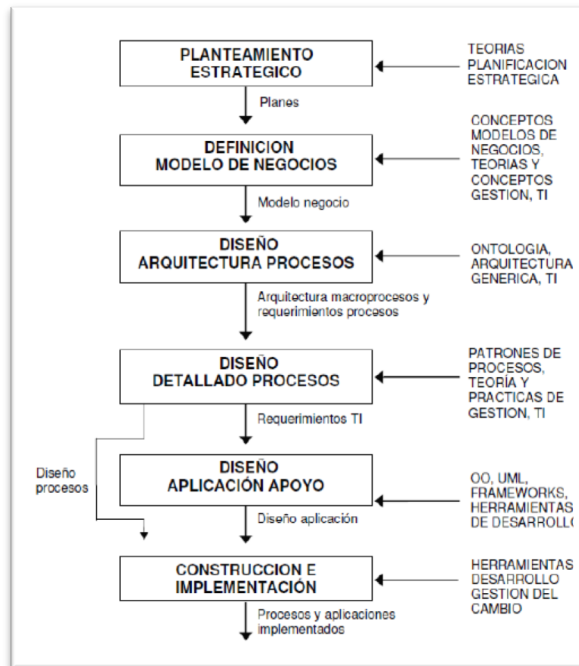 PLANTEAMIENTO
ESTRATEGICO
TEORIAS
PLANIFICACION
ESTRATEGICA
Planes
DEFINICION
MODELO DE NEGOCIOS
CONCEPTOS
MODELOS DE
NEGOCIOS,
TEORIAS Y
CONCEPTOS
GESTION, TI
Modelo negocio
DISEÑO
ARQUITECTURA PROCESOS
ONTOLOGIA,
ARQUITECTURA
GENERICA, TI
Arquitectura macroprocesos y
requerimientos procesos
DISEÑO
DETALLADO PROCESOS
PATRONES DE
PROCESOS,
TEORÍA Y
PRACTICAS DE
GESTION, TI
Requerimientos TI
Diseño
procesos
DISEÑO
APLICACIÓN APOYO
OO, UML,
FRAMEWORKS,
HERRAMIENTAS
DE DESARROLLO
Diseño aplicación
CONSTRUCCION E
IMPLEMENTACIÓN
HERRAMIENTAS
DESARROLLO
GESTION DEL
CAMBIO
Procesos y aplicaciones
implementados